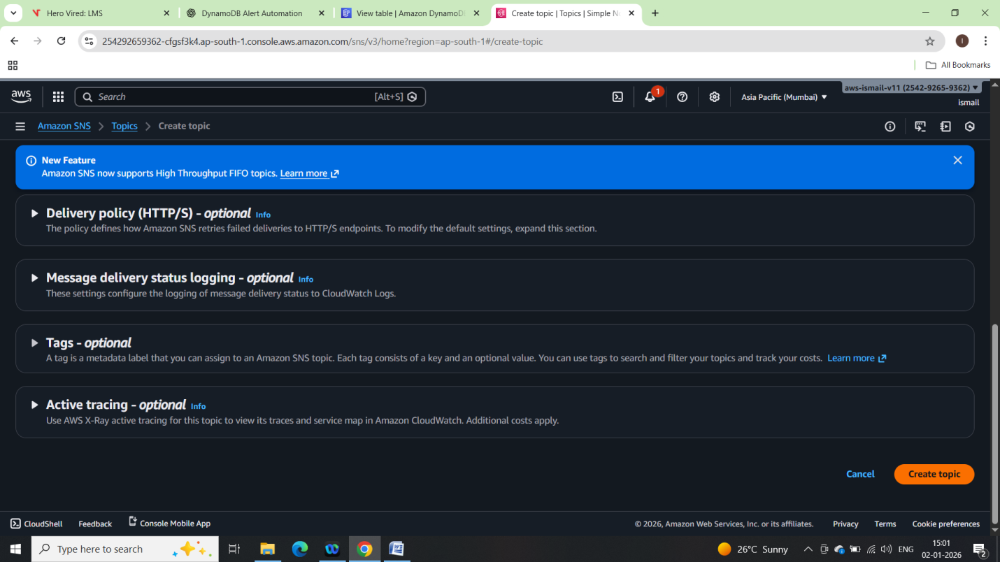 Hero Vired: LMS
DynamoDB Alert Automation
View table | Amazon DynamoDB
Create topic | Topics | Simple N
254292659362-cfgsf3k4.ap-south-1.console.aws.amazon.com/sns/v3/home?region=ap-south-1#/create-topic
I
All Bookmarks
aws
Search
[Alt+S]
1
Asia Pacific (Mumbai)
aws-ismail-v11 (2542-9265-9362)
ismail
Amazon SNS
Topics
Create topic
New Feature
Amazon SNS now supports High Throughput FIFO topics. Learn more
Delivery policy (HTTP/S) - optional Info
The policy defines how Amazon SNS retries failed deliveries to HTTP/S endpoints. To modify the default settings, expand this section.
Message delivery status logging - optional Info
These settings configure the logging of message delivery status to CloudWatch Logs.
Tags - optional
A tag is a metadata label that you can assign to an Amazon SNS topic. Each tag consists of a key and an optional value. You can use tags to search and filter your topics and track your costs. Learn more
Active tracing - optional Info
Use AWS X-Ray active tracing for this topic to view its traces and service map in Amazon CloudWatch. Additional costs apply.
Cancel
Create topic
CloudShell
Feedback
Console Mobile App
© 2026, Amazon Web Services, Inc. or its affiliates.
Privacy
Terms
Cookie preferences
Type here to search
26°C Sunny
ENG
15:01
02-01-2026
2